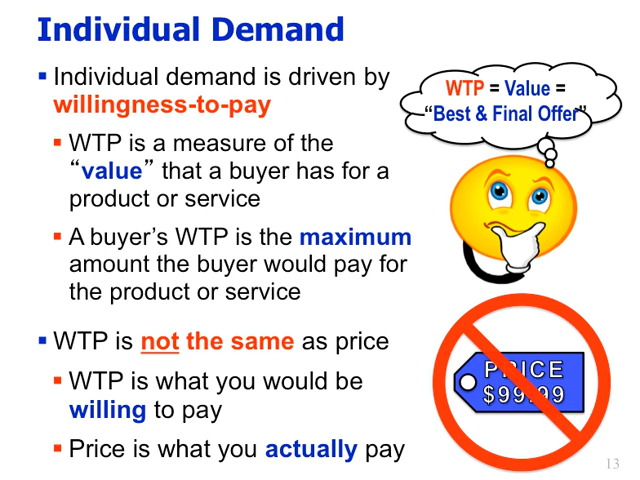 Individual Demand
▪ Individual demand is driven by
willingness-to-pay
▪ WTP is a measure of the
“value” that a buyer has for a
product or service
▪ A buyer’s WTP is the maximum
amount the buyer would pay for
the product or service
▪ WTP is not the same as price
▪ WTP is what you would be
willing to pay
▪ Price is what you actually pay
WTP = Value =
“Best & Final Offer”
PRICE
$99.99
13